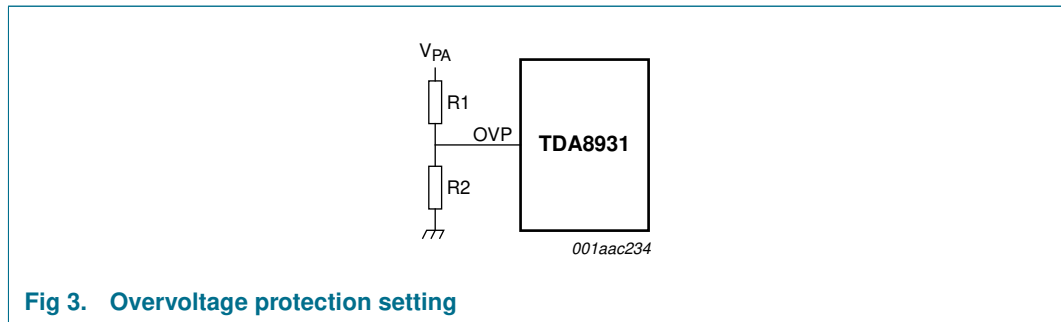 VPA
R1
OVP
TDA8931
R2
001aac234
Fig 3. Overvoltage protection setting